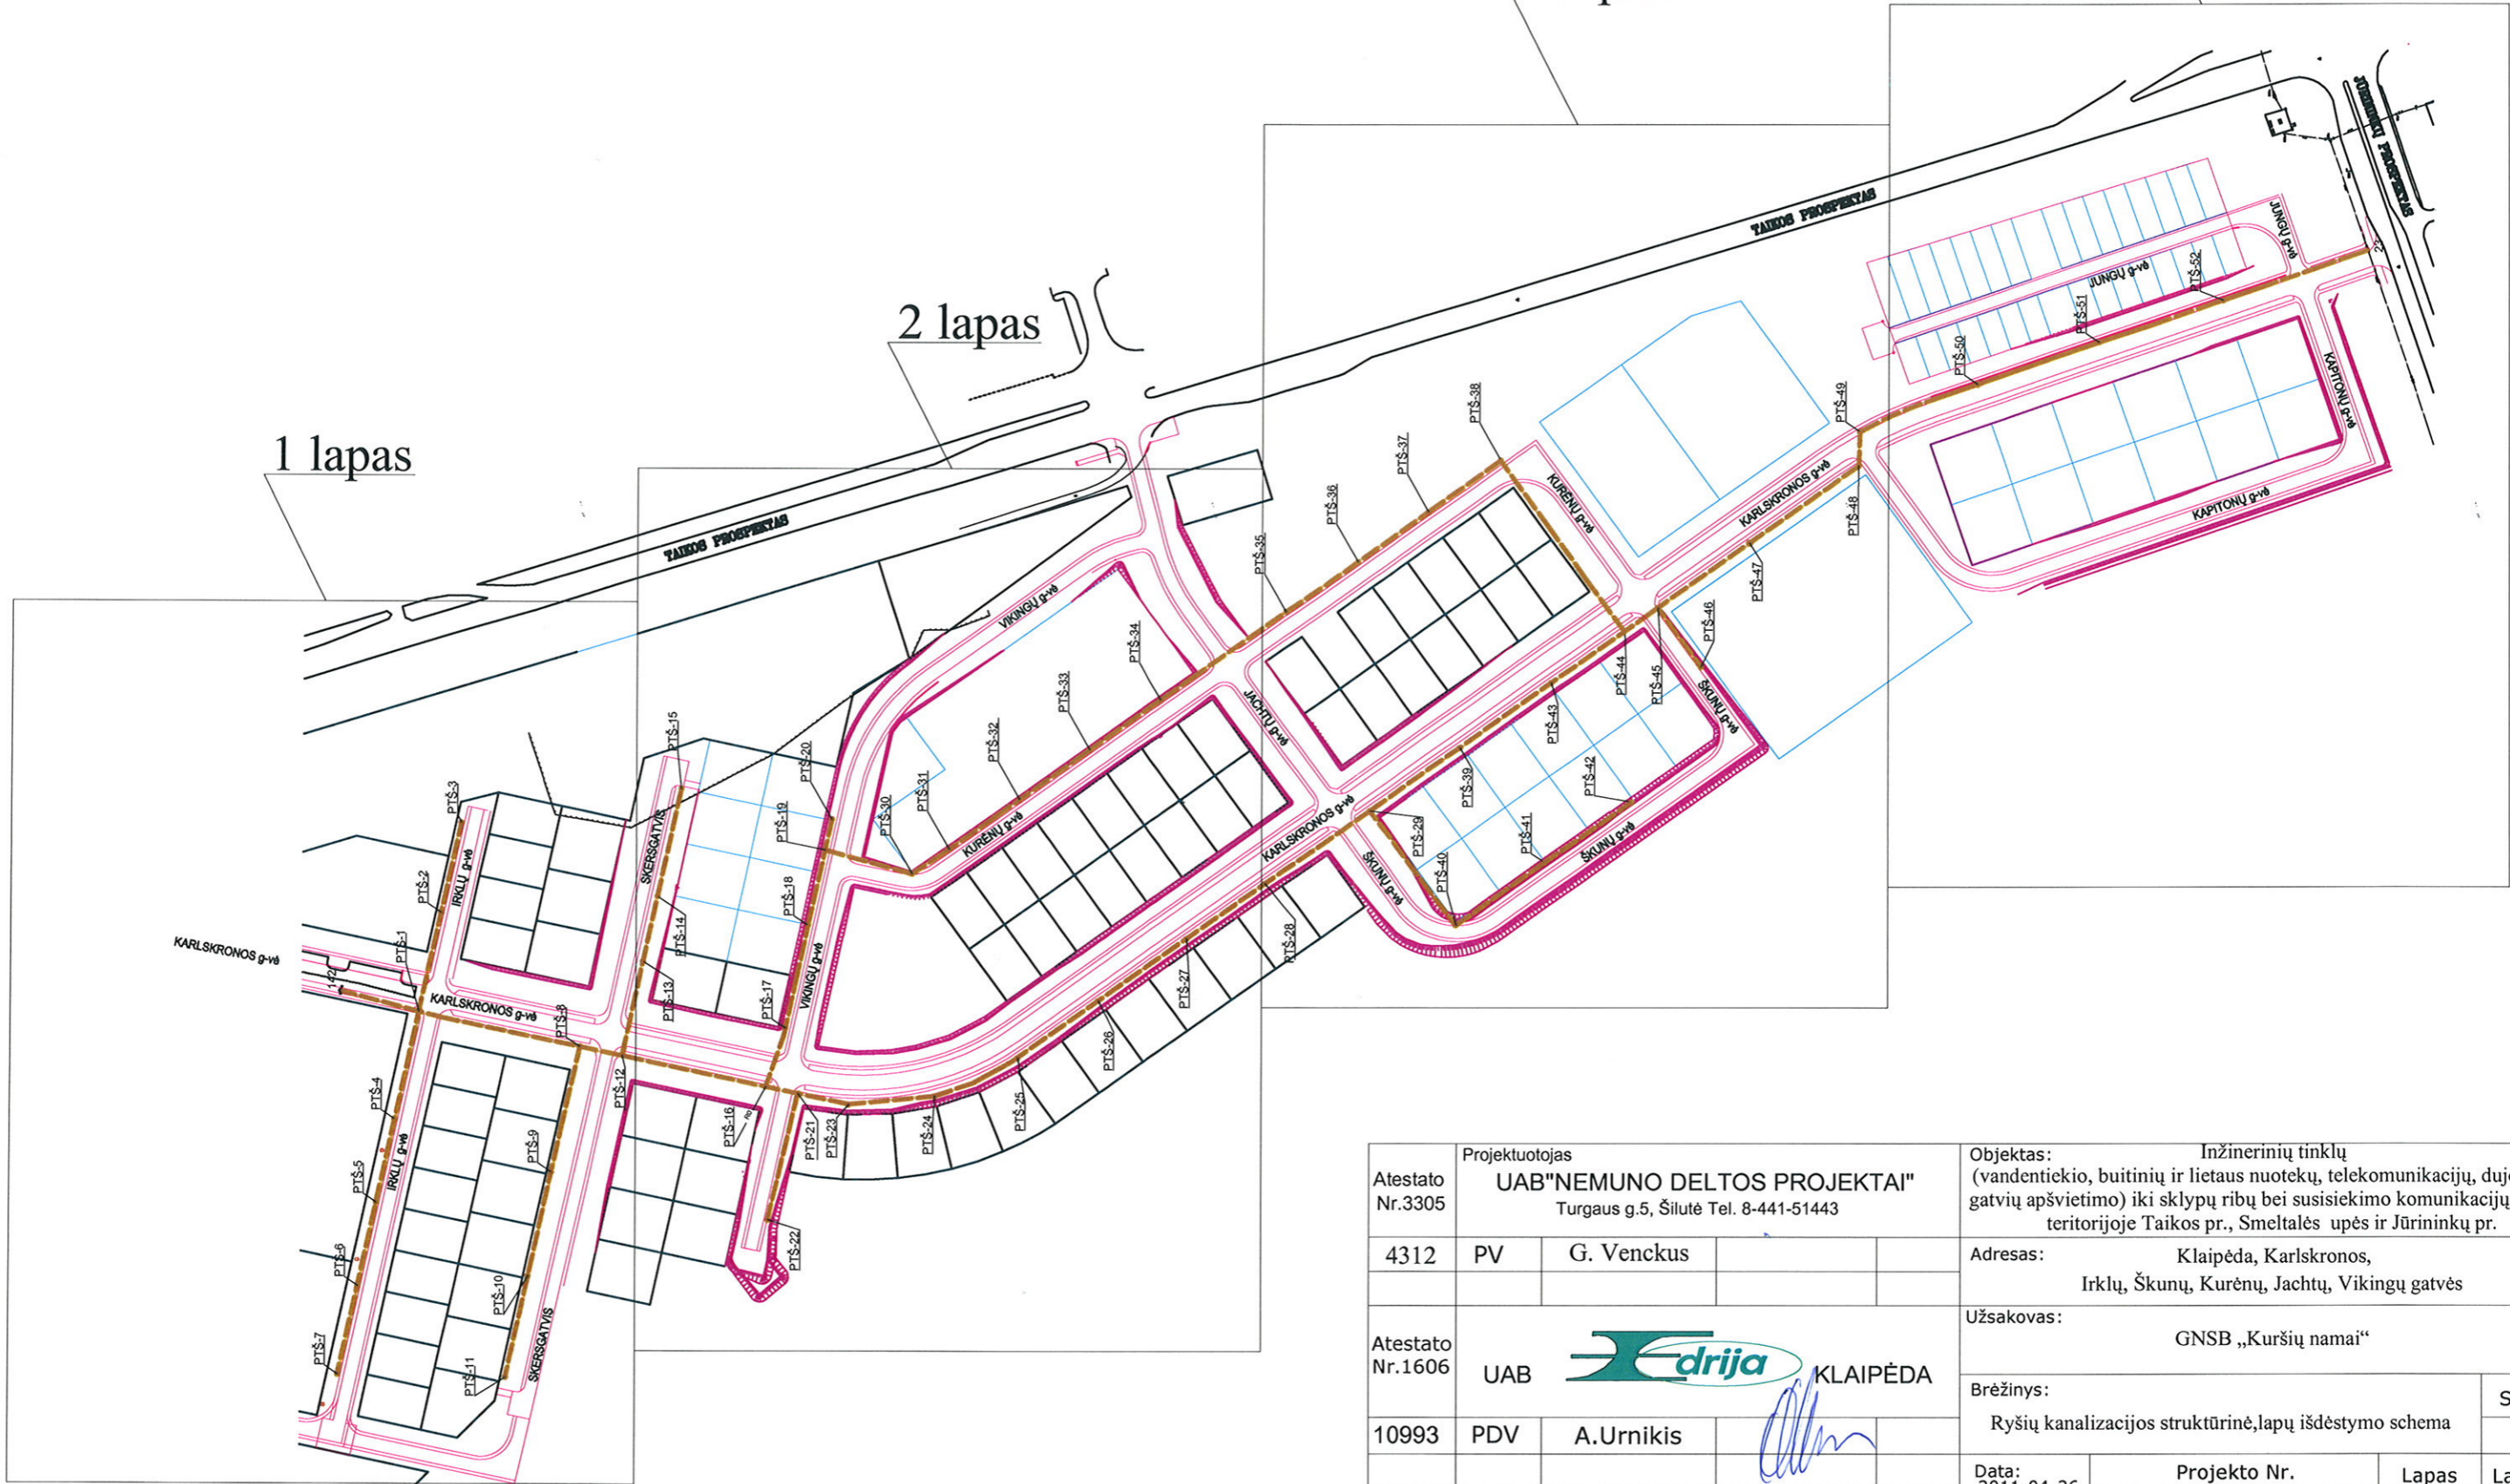 1 lapas
2 lapas
TAIKOS PROSPEKTAS
TAIKOS PROSPEKTAS
JŪRININKŲ PROSPEKTAS
JUNGŲ g-vė
JUNGŲ g-vė
23
PTŠ-52
PTŠ-51
PTŠ-50
PTŠ-49
PTŠ-48
PTŠ-47
PTŠ-46
PTŠ-45
PTŠ-44
PTŠ-43
PTŠ-42
PTŠ-41
PTŠ-40
PTŠ-39
PTŠ-38
PTŠ-37
PTŠ-36
PTŠ-35
PTŠ-34
PTŠ-33
PTŠ-32
PTŠ-31
PTŠ-30
PTŠ-29
PTŠ-28
PTŠ-27
PTŠ-26
PTŠ-25
PTŠ-24
PTŠ-23
PTŠ-22
PTŠ-21
PTŠ-20
PTŠ-19
PTŠ-18
PTŠ-17
PTŠ-16
PTŠ-15
PTŠ-14
PTŠ-13
PTŠ-12
PTŠ-11
PTŠ-10
PTŠ-9
PTŠ-8
PTŠ-7
PTŠ-6
PTŠ-5
PTŠ-4
PTŠ-3
PTŠ-2
PTŠ-1
142
KAPITONŲ g-vė
KAPITONŲ g-vė
KARLSKRONOS g-vė
KURĖNŲ g-vė
VIKINGŲ g-vė
JACHTŲ g-vė
ŠKUNŲ g-vė
ŠKUNŲ g-vė
ŠKUNŲ g-vė
KARLSKRONOS g-vė
KURĖNŲ g-vė
VIKINGŲ g-vė
SKERSGATVIS
IRKLŲ g-vė
KARLSKRONOS g-vė
KARLSKRONOS g-vė
IRKLŲ g-vė
SKERSGATVIS
Atestato
Nr.3305
Projektuotojas
UAB"NEMUNO DELTOS PROJEKTAI"
Turgaus g.5, Šilutė Tel. 8-441-51443
Objektas: Inžinerinių tinklų
(vandentiekio, buitinių ir lietaus nuotekų, telekomunikacijų,
gatvių apšvietimo) iki sklypų ribų bei susisiekimo komunikacijų
teritorijoje Taikos pr., Smeltalės upės ir Jūrininkų pr.
4312 PV G. Venckus
Adresas: Klaipėda, Karlskronos,
Irklų, Škunų, Kurėnų, Jachtų, Vikingų gatvės
Atestato
Nr.1606
UAB drija KLAIPĖDA
Užsakovas:
GNSB „Kuršių namai“
Brėžinys:
Ryšių kanalizacijos struktūrinė,lapų išdėstymo schema
10993 PDV A.Urnikis
Data: Projekto Nr. Lapas